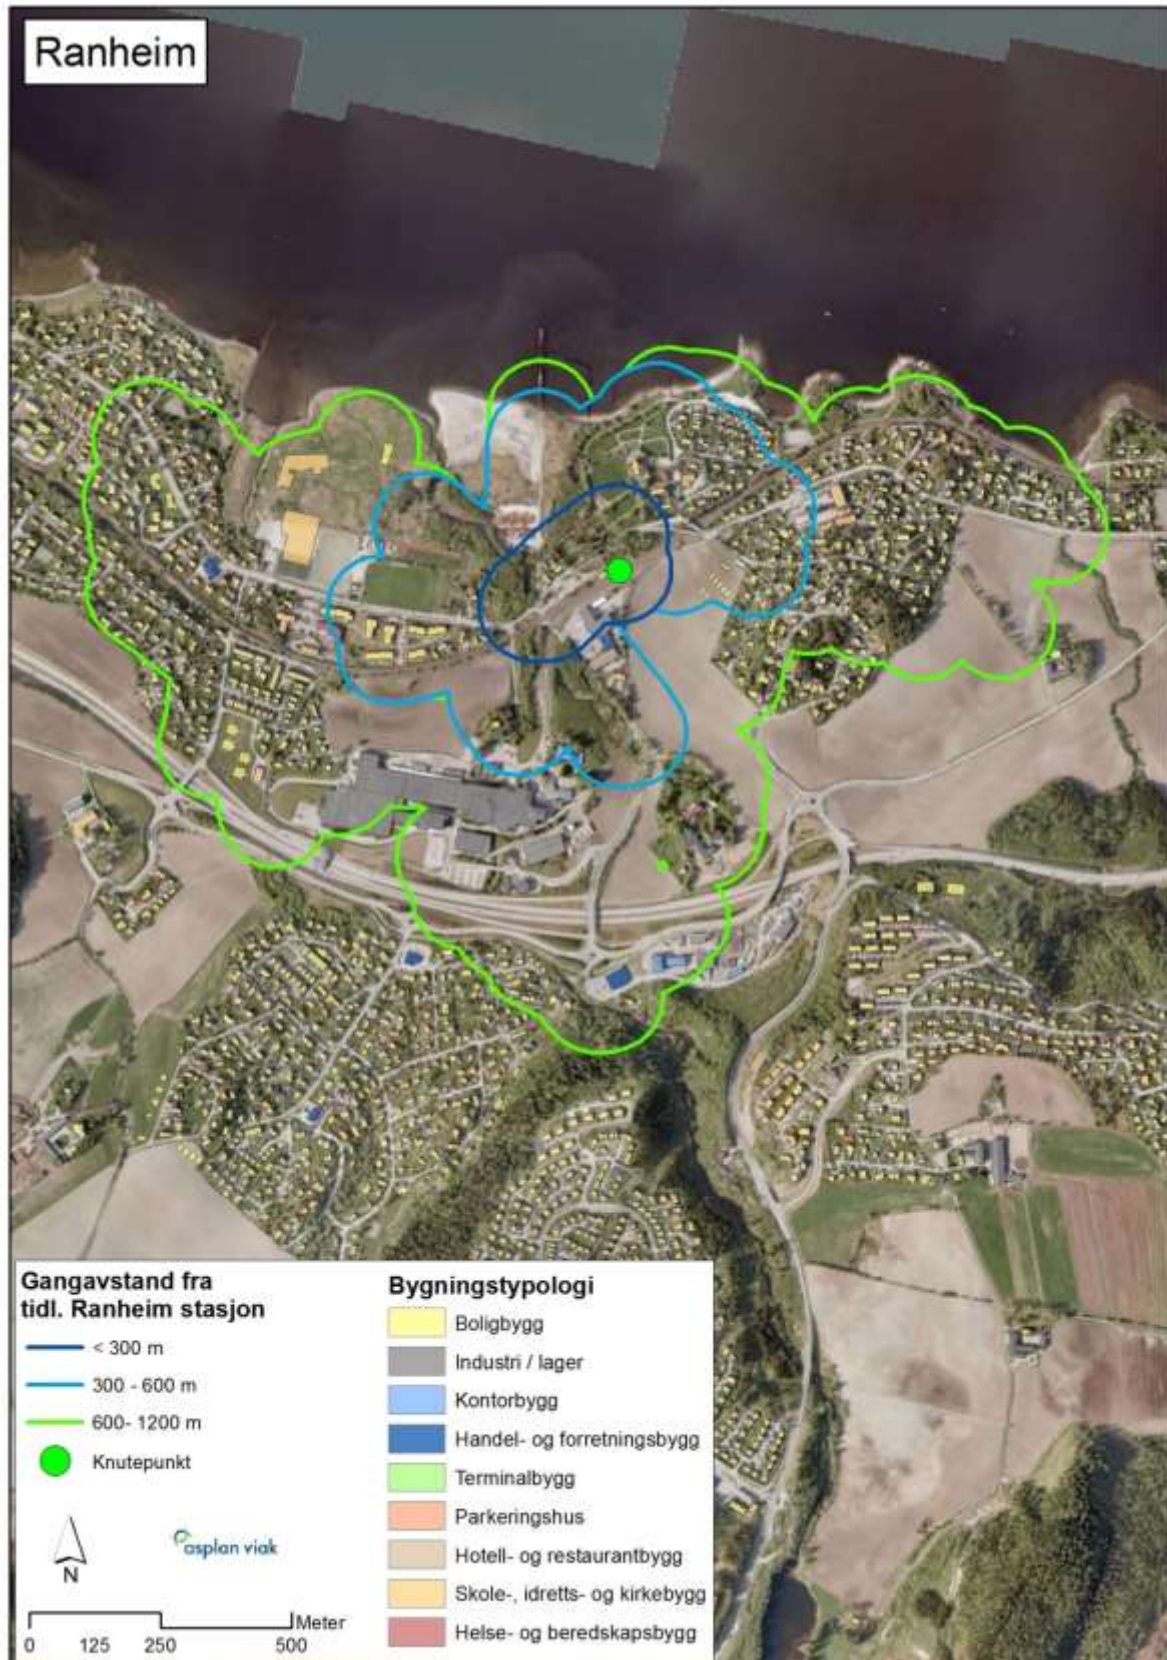 Ranheim
Gangavstand fra
tidl. Ranheim stasjon
< 300 m
300 - 600 m
600- 1200 m
Knutepunkt
N
asplan viak
Meter
0 125 250 500
Bygningstypologi
Boligbygg
Industri / lager
Kontorbygg
Handel- og forretningsbygg
Terminalbygg
Parkeringshus
Hotell- og restaurantbygg
Skole-, idretts- og kirkebygg
Helse- og beredskapsbygg